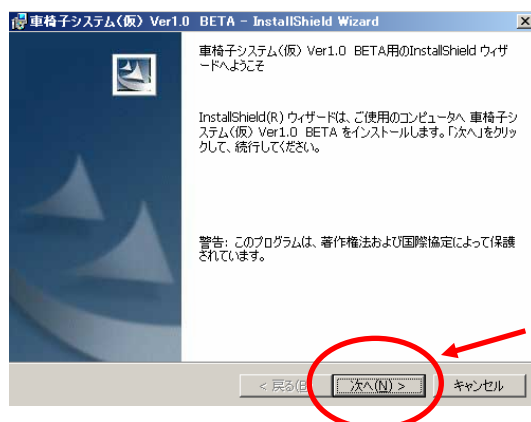 車椅子システム(仮) Ver1.0 BETA - InstallShield Wizard
車椅子システム(仮) Ver1.0 BETA用のInstallShield ウィザ
ードへようこそ
InstallShield(R) ウィザードは、ご使用のコンピュータへ 車椅子シ
ステム(仮) Ver1.0 BETA をインストールします。「次へ」をクリッ
クして、続行してください。
警告: このプログラムは、著作権法および国際協定によって保護
されています。
< 戻る(B 次へ(N) > キャンセル